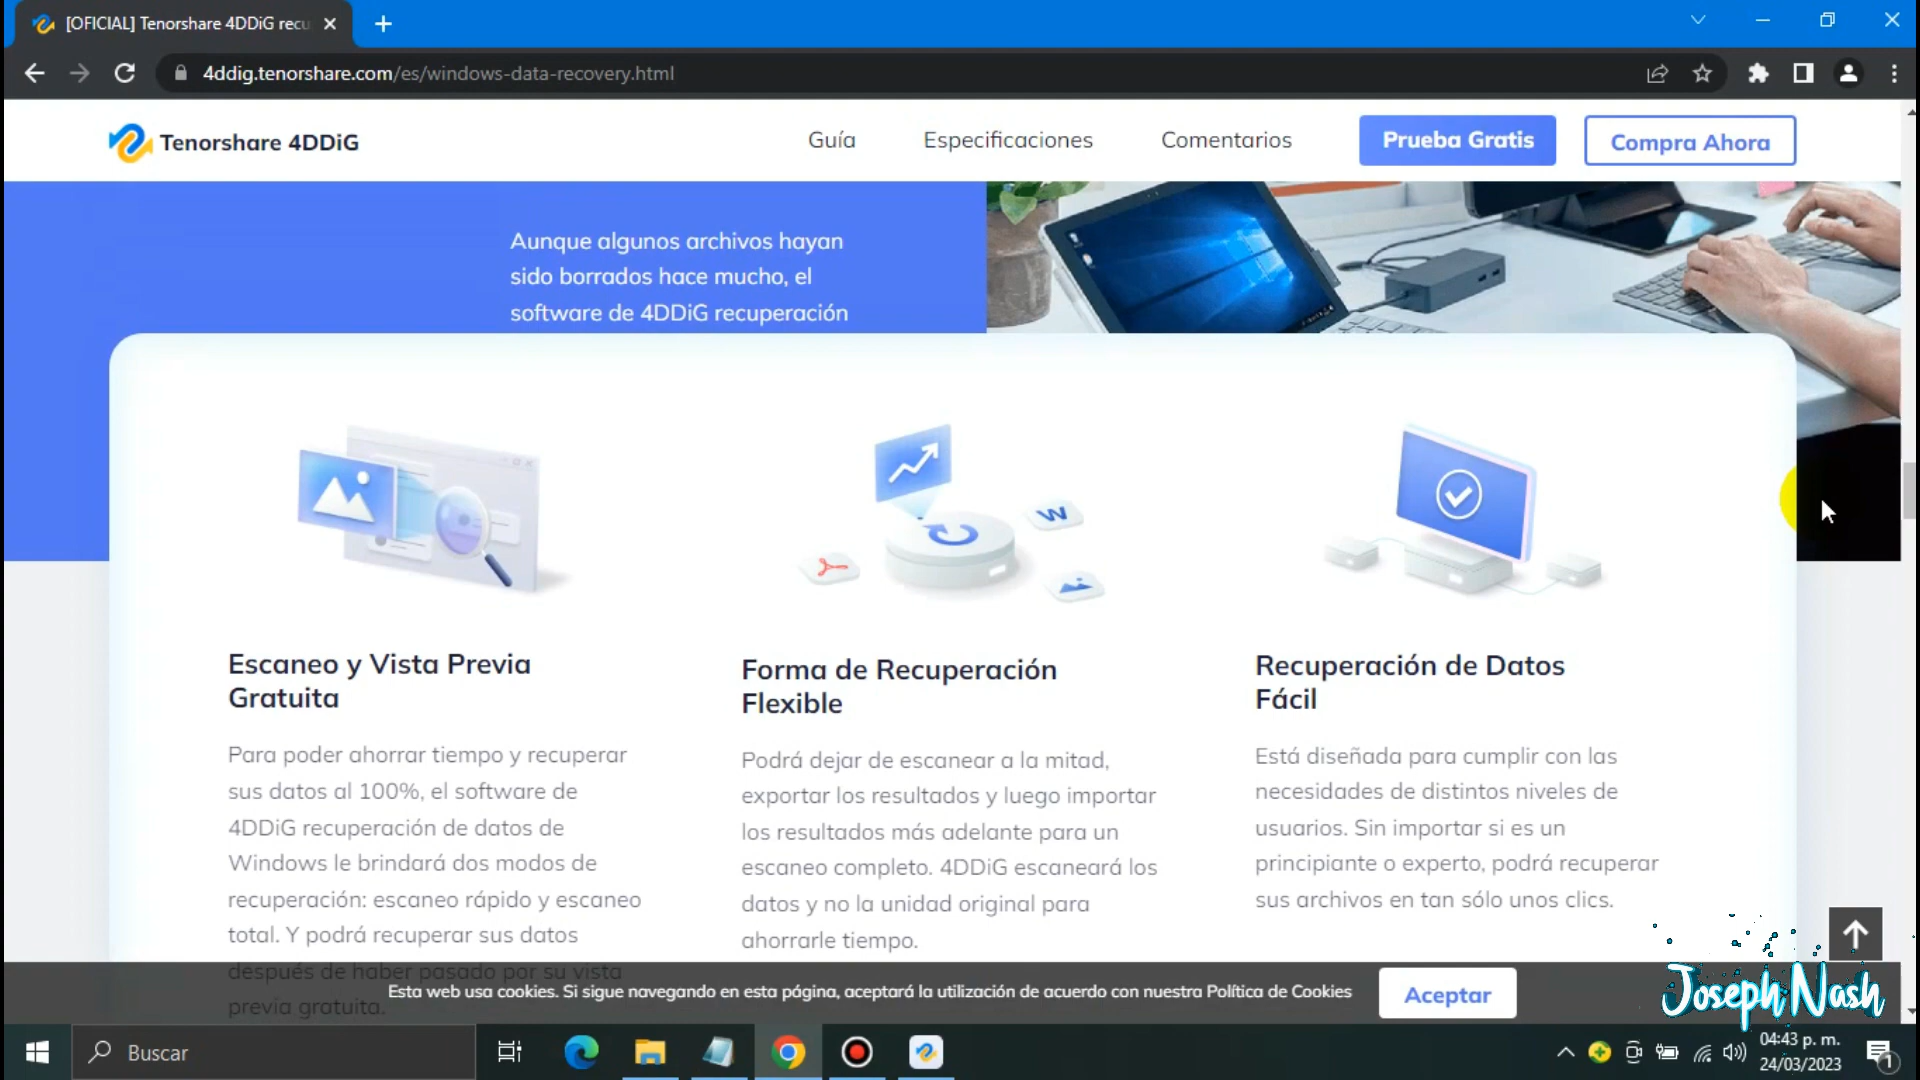 [OFICIAL] Tenorshare 4DDiG recu
4ddig.tenorshare.com/es/windows-data-recovery.html
Tenorshare 4DDiG
Guía
Especificaciones
Comentarios
Prueba Gratis
Compra Ahora
Aunque algunos archivos hayan
sido borrados hace mucho, el
software de 4DDiG recuperación
W
Escaneo y Vista Previa
Gratuita
Para poder ahorrar tiempo y recuperar
sus datos al 100%, el software de
4DDiG recuperación de datos de
Windows le brindará dos modos de
recuperación: escaneo rápido y escaneo
total. Y podrá recuperar sus datos
después de haber pasado por su vista
previa gratuita.
Forma de Recuperación
Flexible
Podrá dejar de escanear a la mitad,
exportar los resultados y luego importar
los resultados más adelante para un
escaneo completo. 4DDiG escaneará los
datos y no la unidad original para
ahorrarle tiempo.
Recuperación de Datos
Fácil
Está diseñada para cumplir con las
necesidades de distintos niveles de
usuarios. Sin importar si es un
principiante o experto, podrá recuperar
sus archivos en tan sólo unos clics.
Esta web usa cookies. Si sigue navegando en esta página, aceptará la utilización de acuerdo con nuestra Política de Cookies
Aceptar
Joseph Nash
Buscar
04:43 p. m.
24/03/2023
1